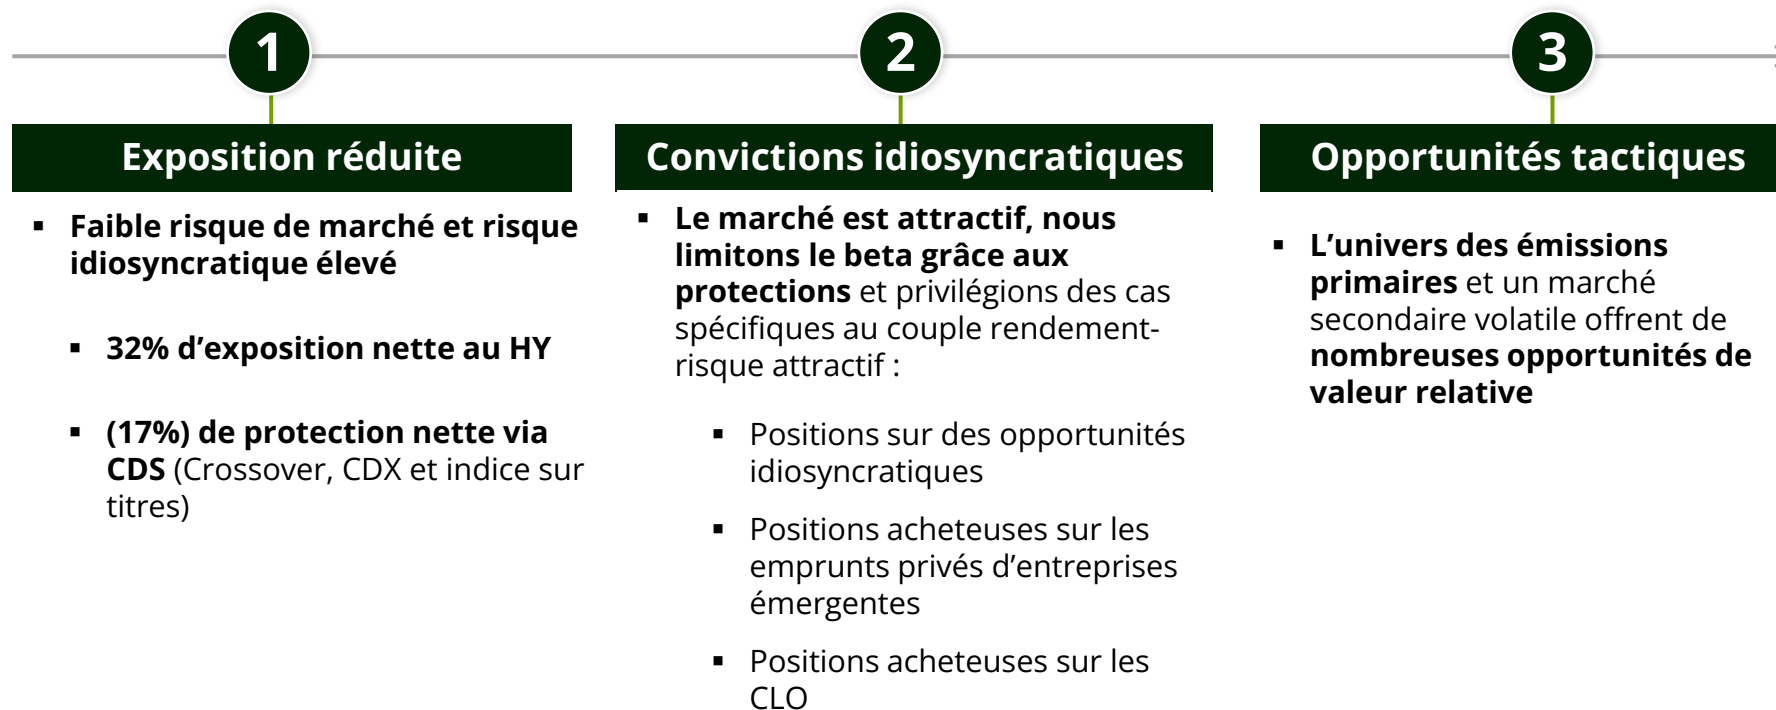 1
Exposition réduite
▪ Faible risque de marché et risque
idiosyncratique élevé
▪ 32% d’exposition nette au HY
▪ (17%) de protection nette via
CDS (Crossover, CDX et indice sur
titres)
2
Convictions idiosyncratiques
▪ Le marché est attractif, nous
limitons le beta grâce aux
protections et privilégions des cas
spécifiques au couple rendement-
risque attractif :
▪ Positions sur des opportunités
idiosyncratiques
▪ Positions acheteuses sur les
emprunts privés d’entreprises
émergentes
▪ Positions acheteuses sur les
CLO
3
Opportunités tactiques
▪ L’univers des émissions
primaires et un marché
secondaire volatile offrent de
nombreuses opportunités de
valeur relative